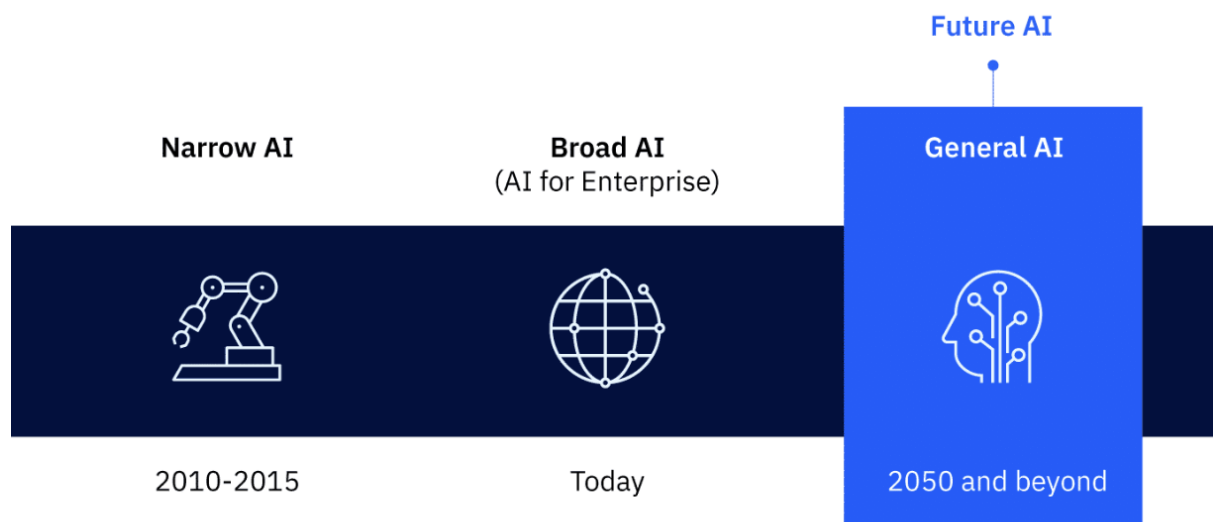 Future AI
Narrow AI
Broad AI
(AI for Enterprise)
General AI
2010-2015
Today
2050 and beyond